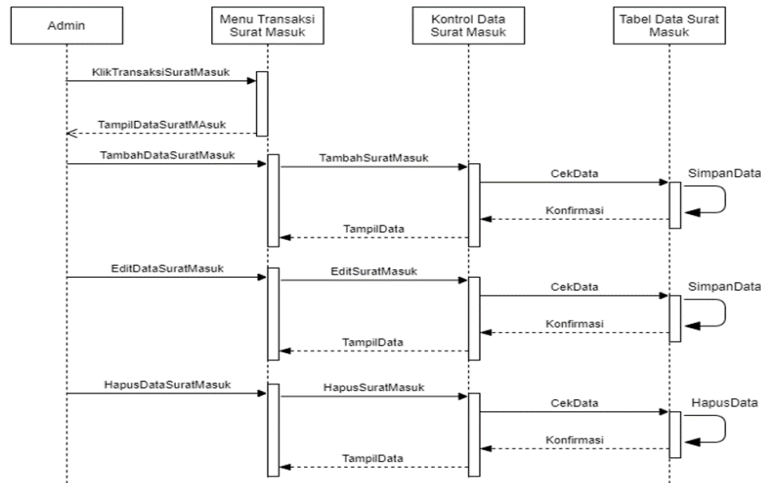 Admin
Menu Transaksi
Surat Masuk
Kontrol Data
Surat Masuk
Tabel Data Surat
Masuk
KlikTransaksiSuratMasuk
TampilDataSuratMAsuk
TambahDataSuratMasuk
TambahSuratMasuk
CekData
SimpanData
Konfirmasi
TampilData
EditDataSuratMasuk
EditSuratMasuk
CekData
SimpanData
Konfirmasi
TampilData
HapusDataSuratMasuk
HapusSuratMasuk
CekData
HapusData
Konfirmasi
TampilData